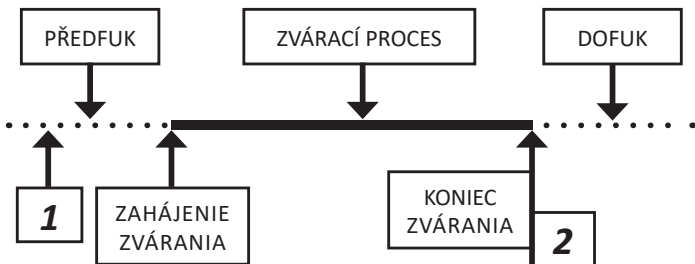 PŘEDFUK
ZVÁRACÍ PROCES
DOFUK
1
ZAHÁJENIE
ZVÁRANIA
KONIEC
ZVÁRANIA
2